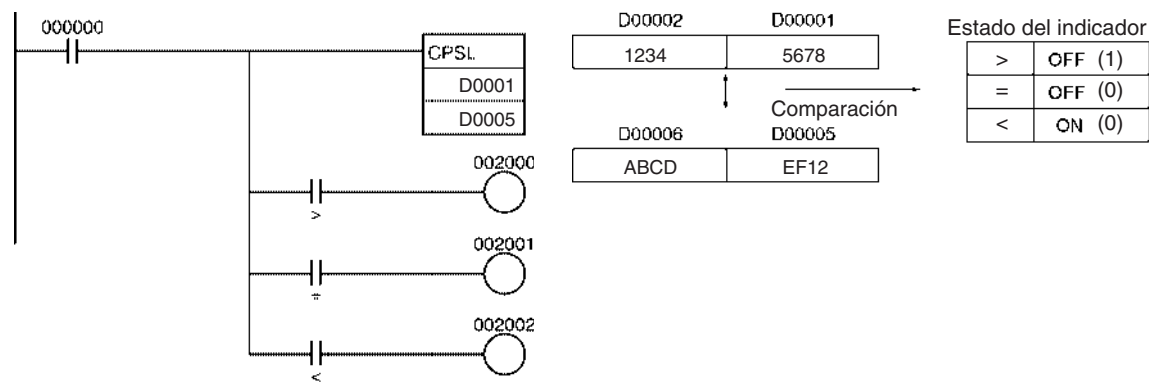 000000
CPSL
D0001
D0005
002000
>
002001
=
002002
<
D00002 D00001
1234 5678
Comparación
D00006 D00005
ABCD EF12
Estado del indicador
> OFF (1)
= OFF (0)
< ON (0)